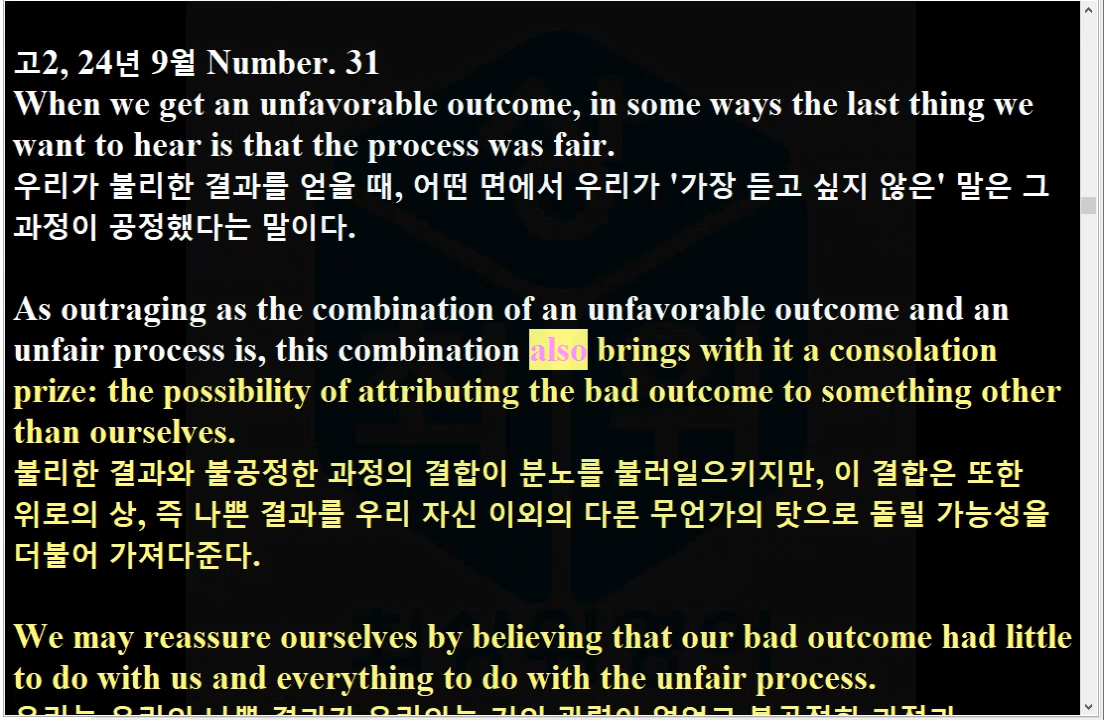 고2, 24년 9월 Number. 31
When we get an unfavorable outcome, in some ways the last thing we
want to hear is that the process was fair.
우리가 불리한 결과를 얻을 때, 어떤 면에서 우리가 '가장 듣고 싶지 않은' 말은 그
과정이 공정했다는 말이다.
As outraging as the combination of an unfavorable outcome and an
unfair process is, this combination also brings with it a consolation
prize: the possibility of attributing the bad outcome to something other
than ourselves.
불리한 결과와 불공정한 과정의 결합이 분노를 불러일으키지만, 이 결합은 또한
위로의 상, 즉 나쁜 결과를 우리 자신 이외의 다른 무언가의 탓으로 돌릴 가능성을
더불어 가져다준다.
We may reassure ourselves by believing that our bad outcome had little
to do with us and everything to do with the unfair process.